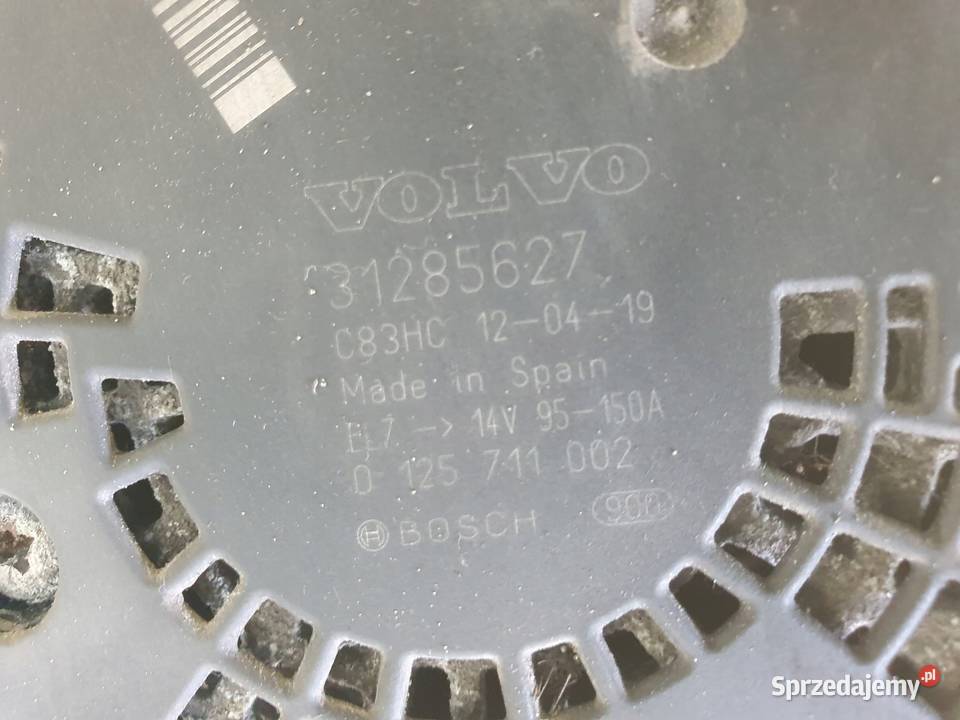 VOLVO
31285627
C83HC 12-04-19
Made in Spain
14V 95-150A
0 125 711 002
BOSCH
Sprzedajemy.pl